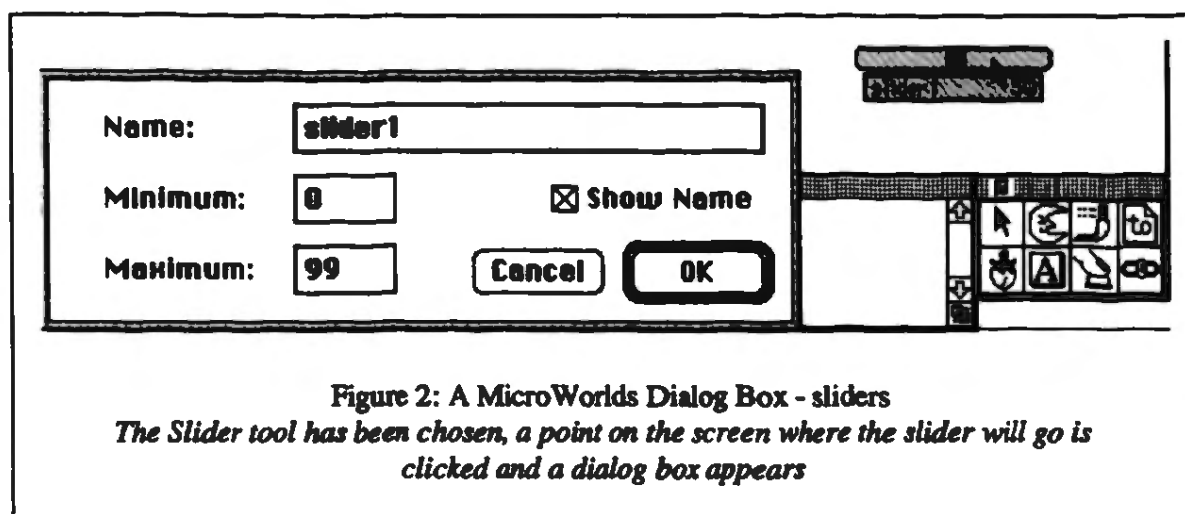 Name: slider1
Minimum: 0
Show Name
Maximum: 99
Cancel OK
Figure 2: A MicroWorlds Dialog Box - sliders
The Slider tool has been chosen, a point on the screen where the slider will go is
clicked and a dialog box appears